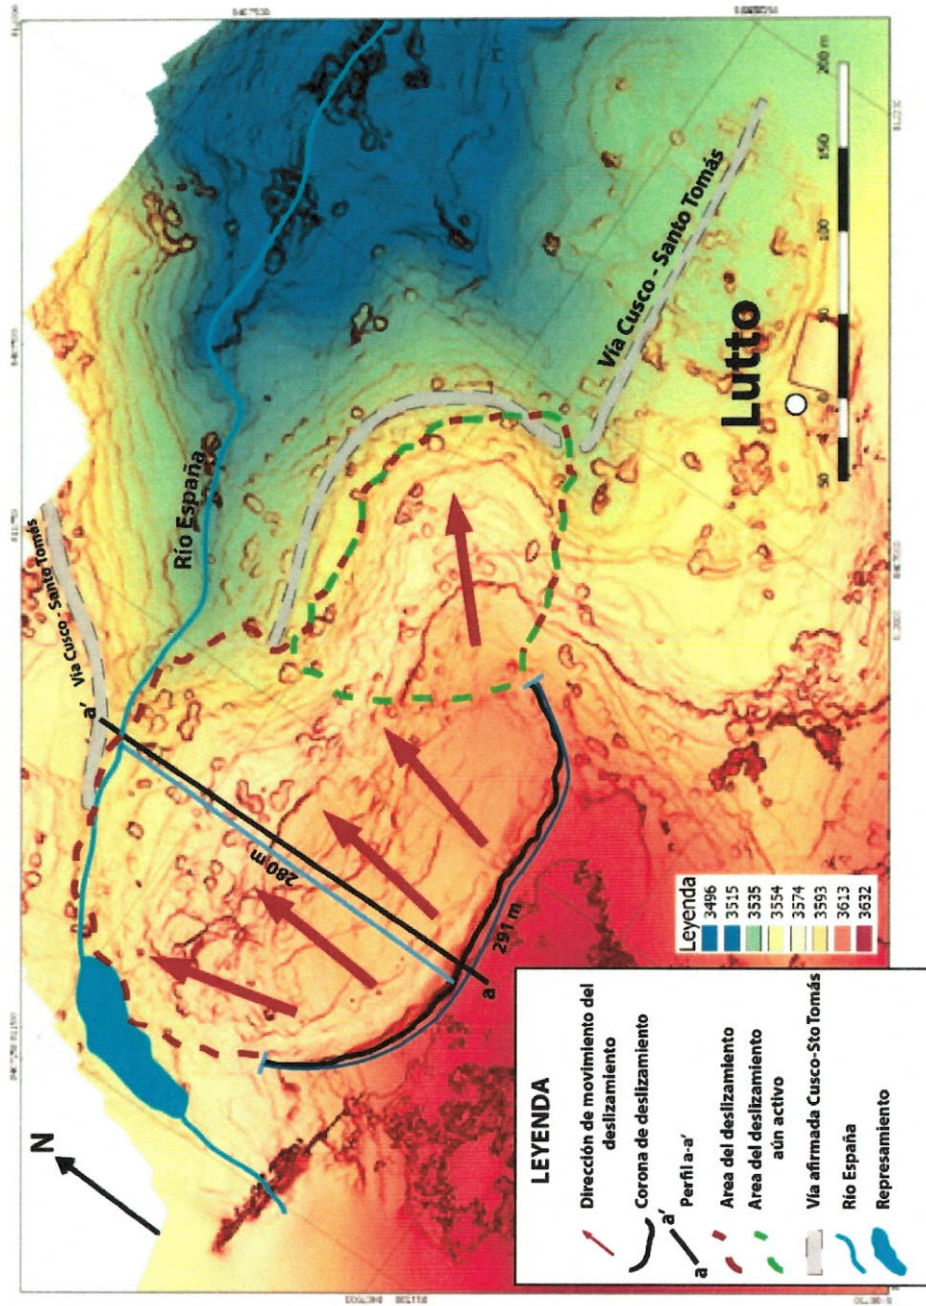 N
Vía Cusco - Santo Tomás
a'
Río España
280 m
291 m
a
Vía Cusco - Santo Tomás
Lutto
50
0
100
150
200 m
Leyenda
3496
3515
3535
3554
3574
3593
3613
3632
LEYENDA
Dirección de movimiento del
deslizamiento
Corona de deslizamiento
a a' Perfil a-a'
Area del deslizamiento
Area del deslizamiento
aún activo
Vía afirmada Cusco-Sto Tomás
Río España
Represamiento